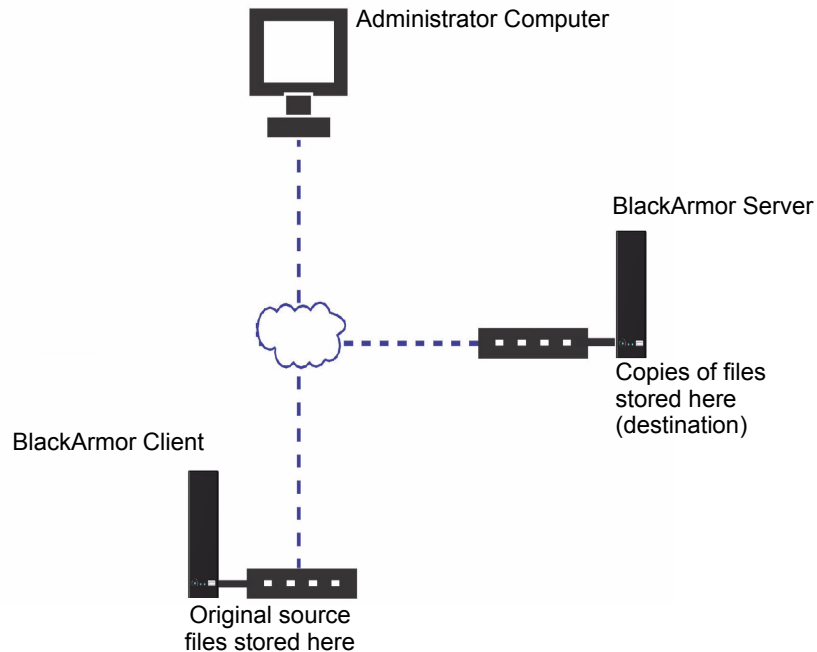 Administrator Computer
BlackArmor Server
Copies of files
stored here
(destination)
BlackArmor Client
Original source
files stored here